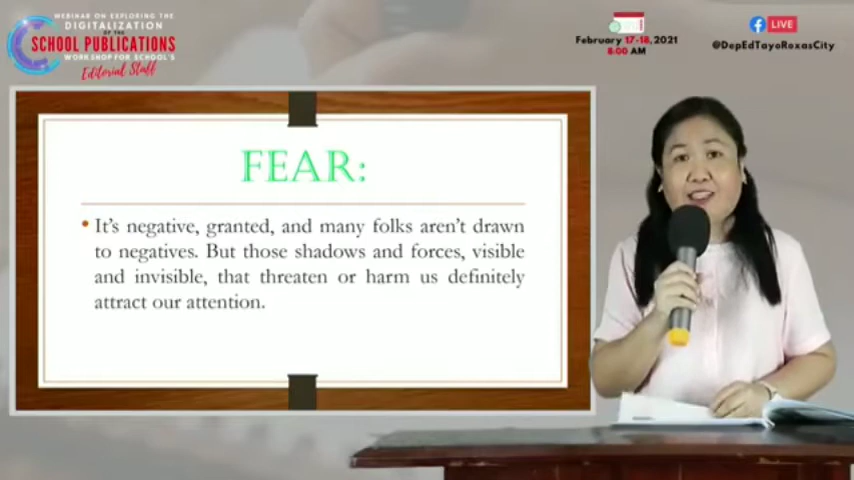 WEBINAR ON EXPLORING THE
DIGITALIZATION
OF THE
SCHOOL PUBLICATIONS
WORKSHOP FOR SCHOOL'S
Editorial Staff
February 17-18, 2021
8:00 AM
LIVE
@DepEdTayoRoxasCity
FEAR:
• It's negative, granted, and many folks aren't drawn
to negatives. But those shadows and forces, visible
and invisible, that threaten or harm us definitely
attract our attention.